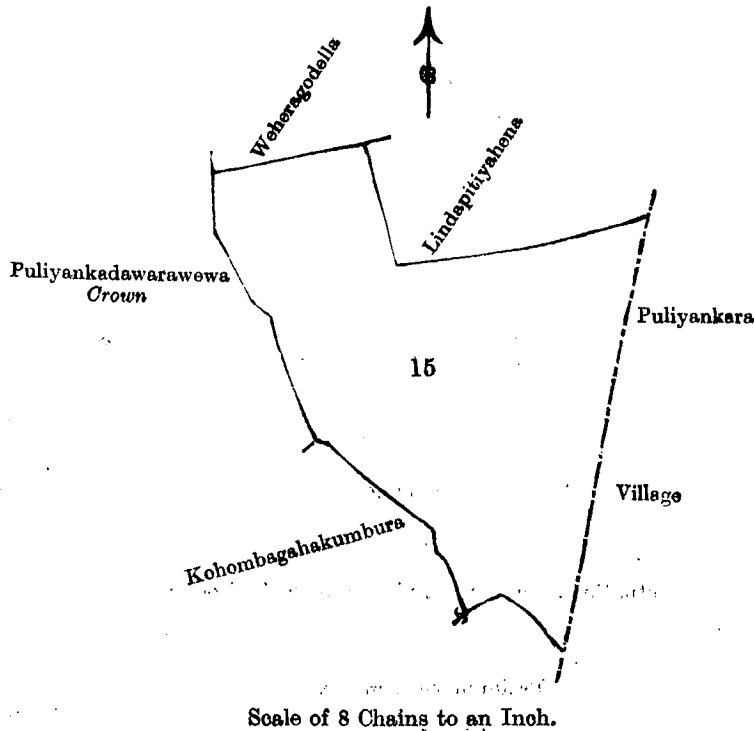 Weheragodella
Lindapitiyahena
Puliyankadawarawewa
Crown
Puliyankara
15
Village
Kohombagahakumbura
Scale of 8 Chains to an Inch.